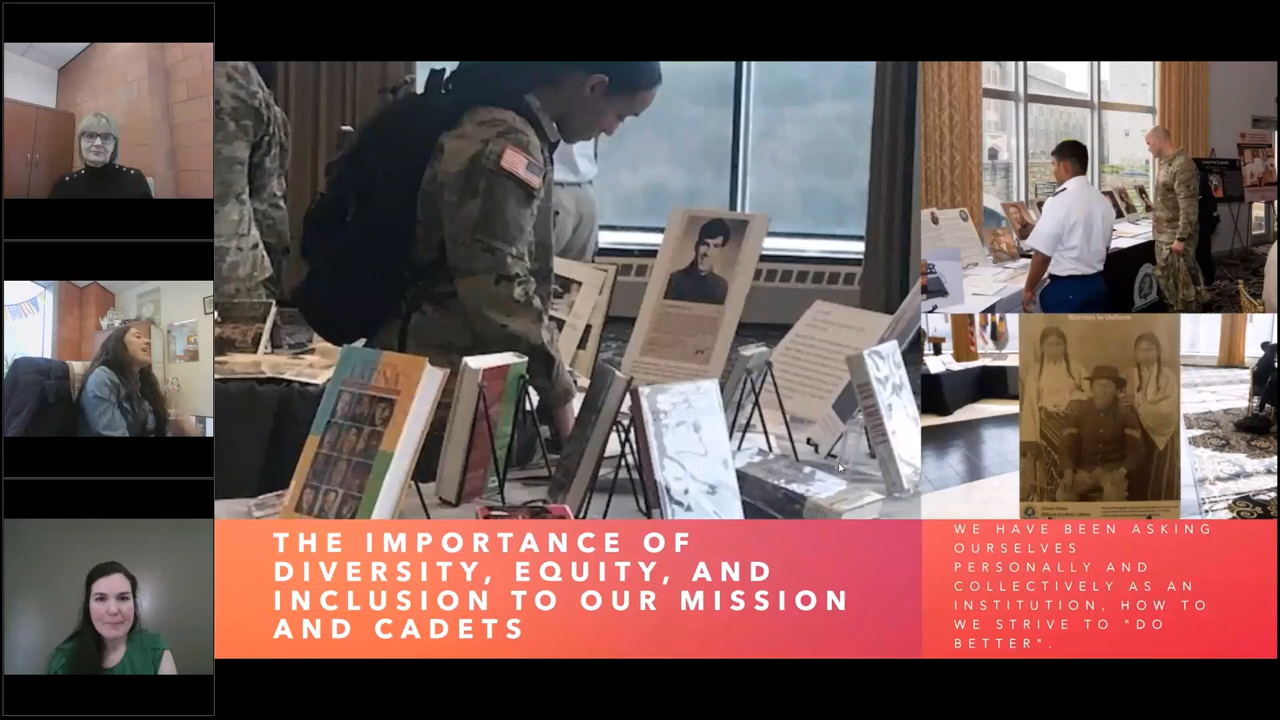 THE IMPORTANCE OF
DIVERSITY, EQUITY, AND
INCLUSION TO OUR MISSION
AND CADETS
Warriors In Uniform
WE HAVE BEEN ASKING
OURSELVES
PERSONALLY AND
COLLECTIVELY AS AN
INSTITUTION, HOW TO
WE STRIVE TO "DO
BETTER".